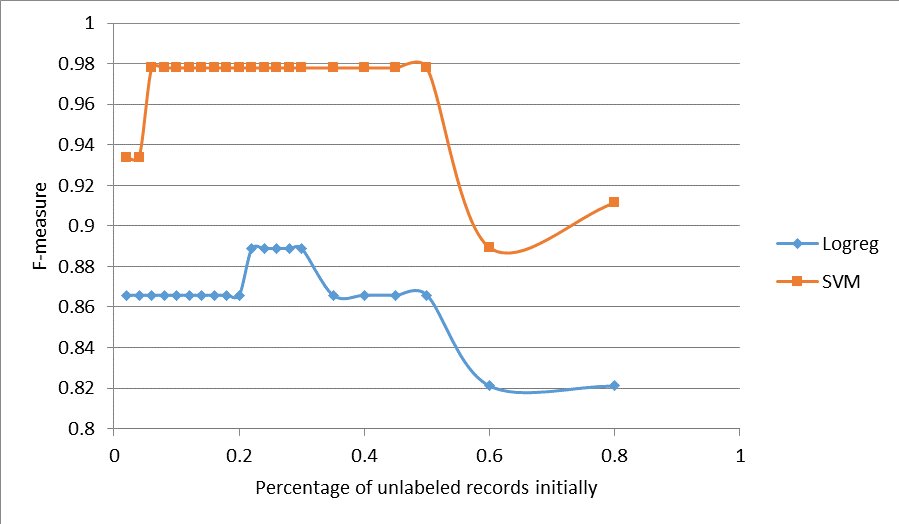 1
0.98
0.96
0.94
0.92
0.9
0.88
0.86
0.84
0.82
0.8
F-measure
0 0.2 0.4 0.6 0.8 1
Percentage of unlabeled records initially
Logreg
SVM